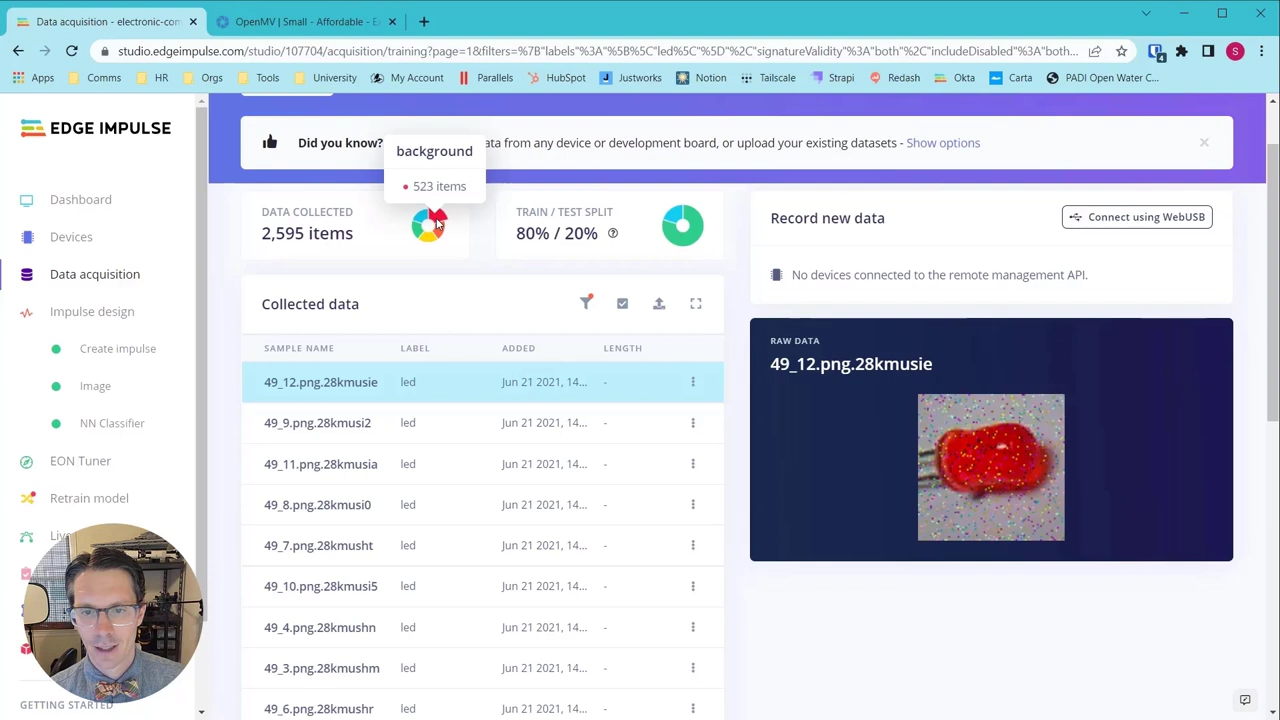 Data acquisition - electronic-com
OpenMV | Small - Affordable - E
studio.edgeimpulse.com/studio/107704/acquisition/training?page=1&filters=%7B"labels"%3A%5B%5C"led%5C%5D%2C"signatureValidity"%3A"both"%2C"includeDisabled"%3A"both...
4
S
Apps
Comms
HR
Orgs
Tools
University
My Account
Parallels
HubSpot
Justworks
Notion
Tailscale
Strapi
Redash
Okta
Carta
PADI Open Water C...
EDGE IMPULSE
Dashboard
Devices
Data acquisition
Impulse design
Create impulse
Image
NN Classifier
EON Tuner
Retrain model
GETTING STARTED
Did you know?
ata from any device or development board, or upload your existing datasets - Show options
background
523 items
DATA COLLECTED
2,595 items
TRAIN / TEST SPLIT
80% / 20%
Record new data
Connect using WebUSB
No devices connected to the remote management API.
Collected data
SAMPLE NAME LABEL ADDED LENGTH
49_12.png.28kmusie led Jun 21 2021, 14... -
49_9.png.28kmusi2 led Jun 21 2021, 14... -
49_11.png.28kmusia led Jun 21 2021, 14... -
49_8.png.28kmusi0 led Jun 21 2021, 14... -
49_7.png.28kmusht led Jun 21 2021, 14... -
49_10.png.28kmusi5 led Jun 21 2021, 14... -
49_4.png.28kmushn led Jun 21 2021, 14... -
49_3.png.28kmushm led Jun 21 2021, 14... -
49_6.png.28kmushr led Jun 21 2021, 14... -
RAW DATA
49_12.png.28kmusie